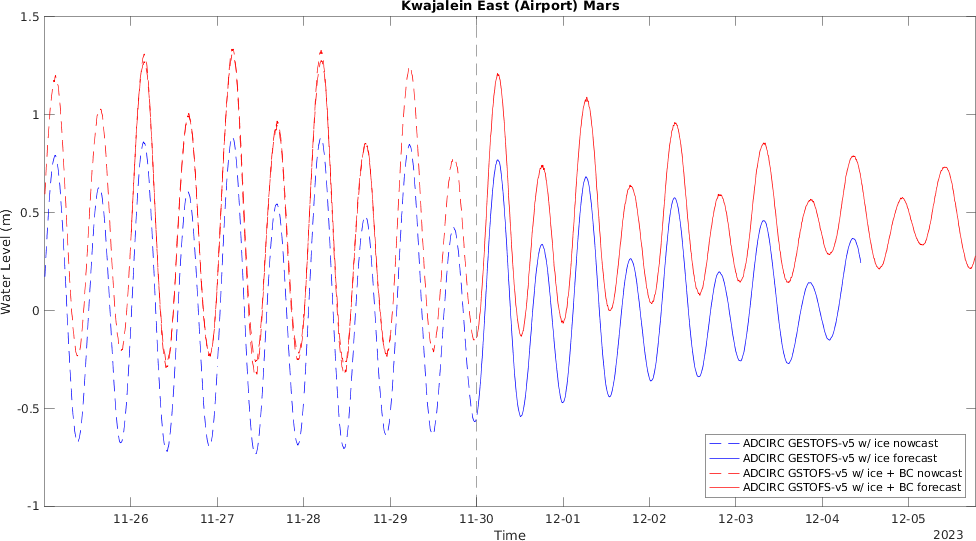 Kwajalein East (Airport) Mars
1.5
1
0.5
0
-0.5
-1
Water Level (m)
11-26 11-27 11-28 11-29 11-30 12-01 12-02 12-03 12-04 12-05
Time
2023
ADCIRC GESTOFS-v5 w/ ice nowcast
ADCIRC GESTOFS-v5 w/ ice forecast
ADCIRC GSTOFS-v5 w/ ice + BC nowcast
ADCIRC GSTOFS-v5 w/ ice + BC forecast